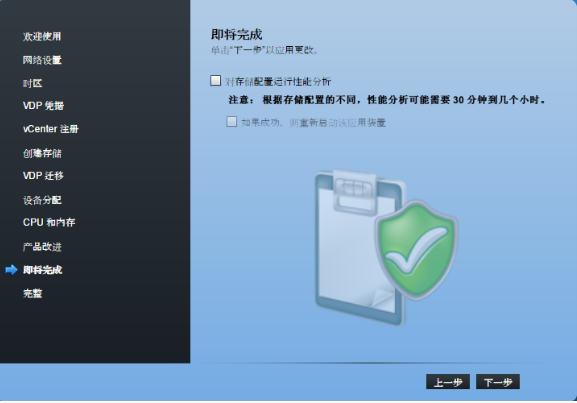 欢迎使用
网络设置
时区
VDP 凭据
vCenter 注册
创建存储
VDP 迁移
设备分配
CPU 和内存
产品改进
即将完成
完整
即将完成
单击“下一步”以应用更改。
对存储配置运行性能分析
注意： 根据存储配置的不同，性能分析可能需要 30 分钟到几个小时。
如果成功，则重新启动该应用装置
上一步
下一步